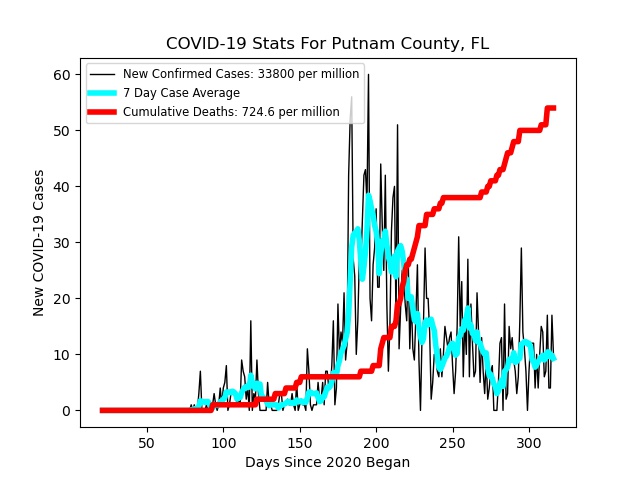 COVID-19 Stats For Putnam County, FL
New Confirmed Cases: 33800 per million
7 Day Case Average
Cumulative Deaths: 724.6 per million
New COVID-19 Cases
60
50
40
30
20
10
0
50 100 150 200 250 300
Days Since 2020 Began